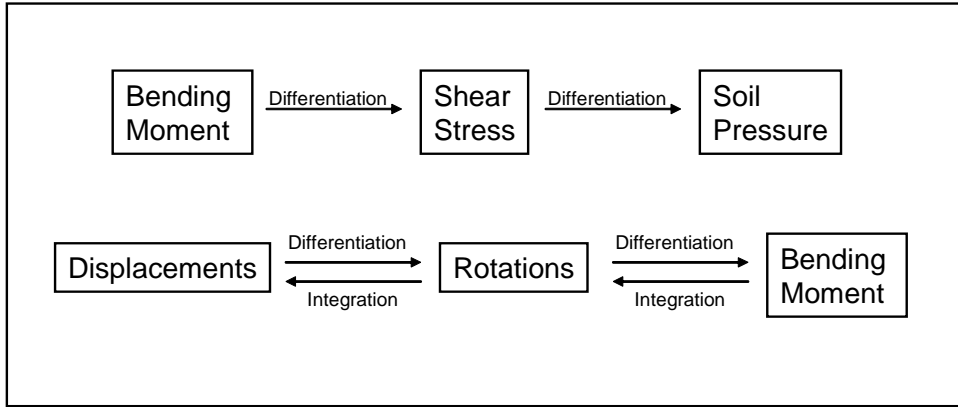 Bending
Moment
Differentiation
Shear
Stress
Differentiation
Soil
Pressure
Displacements
Differentiation
Integration
Rotations
Differentiation
Integration
Bending
Moment